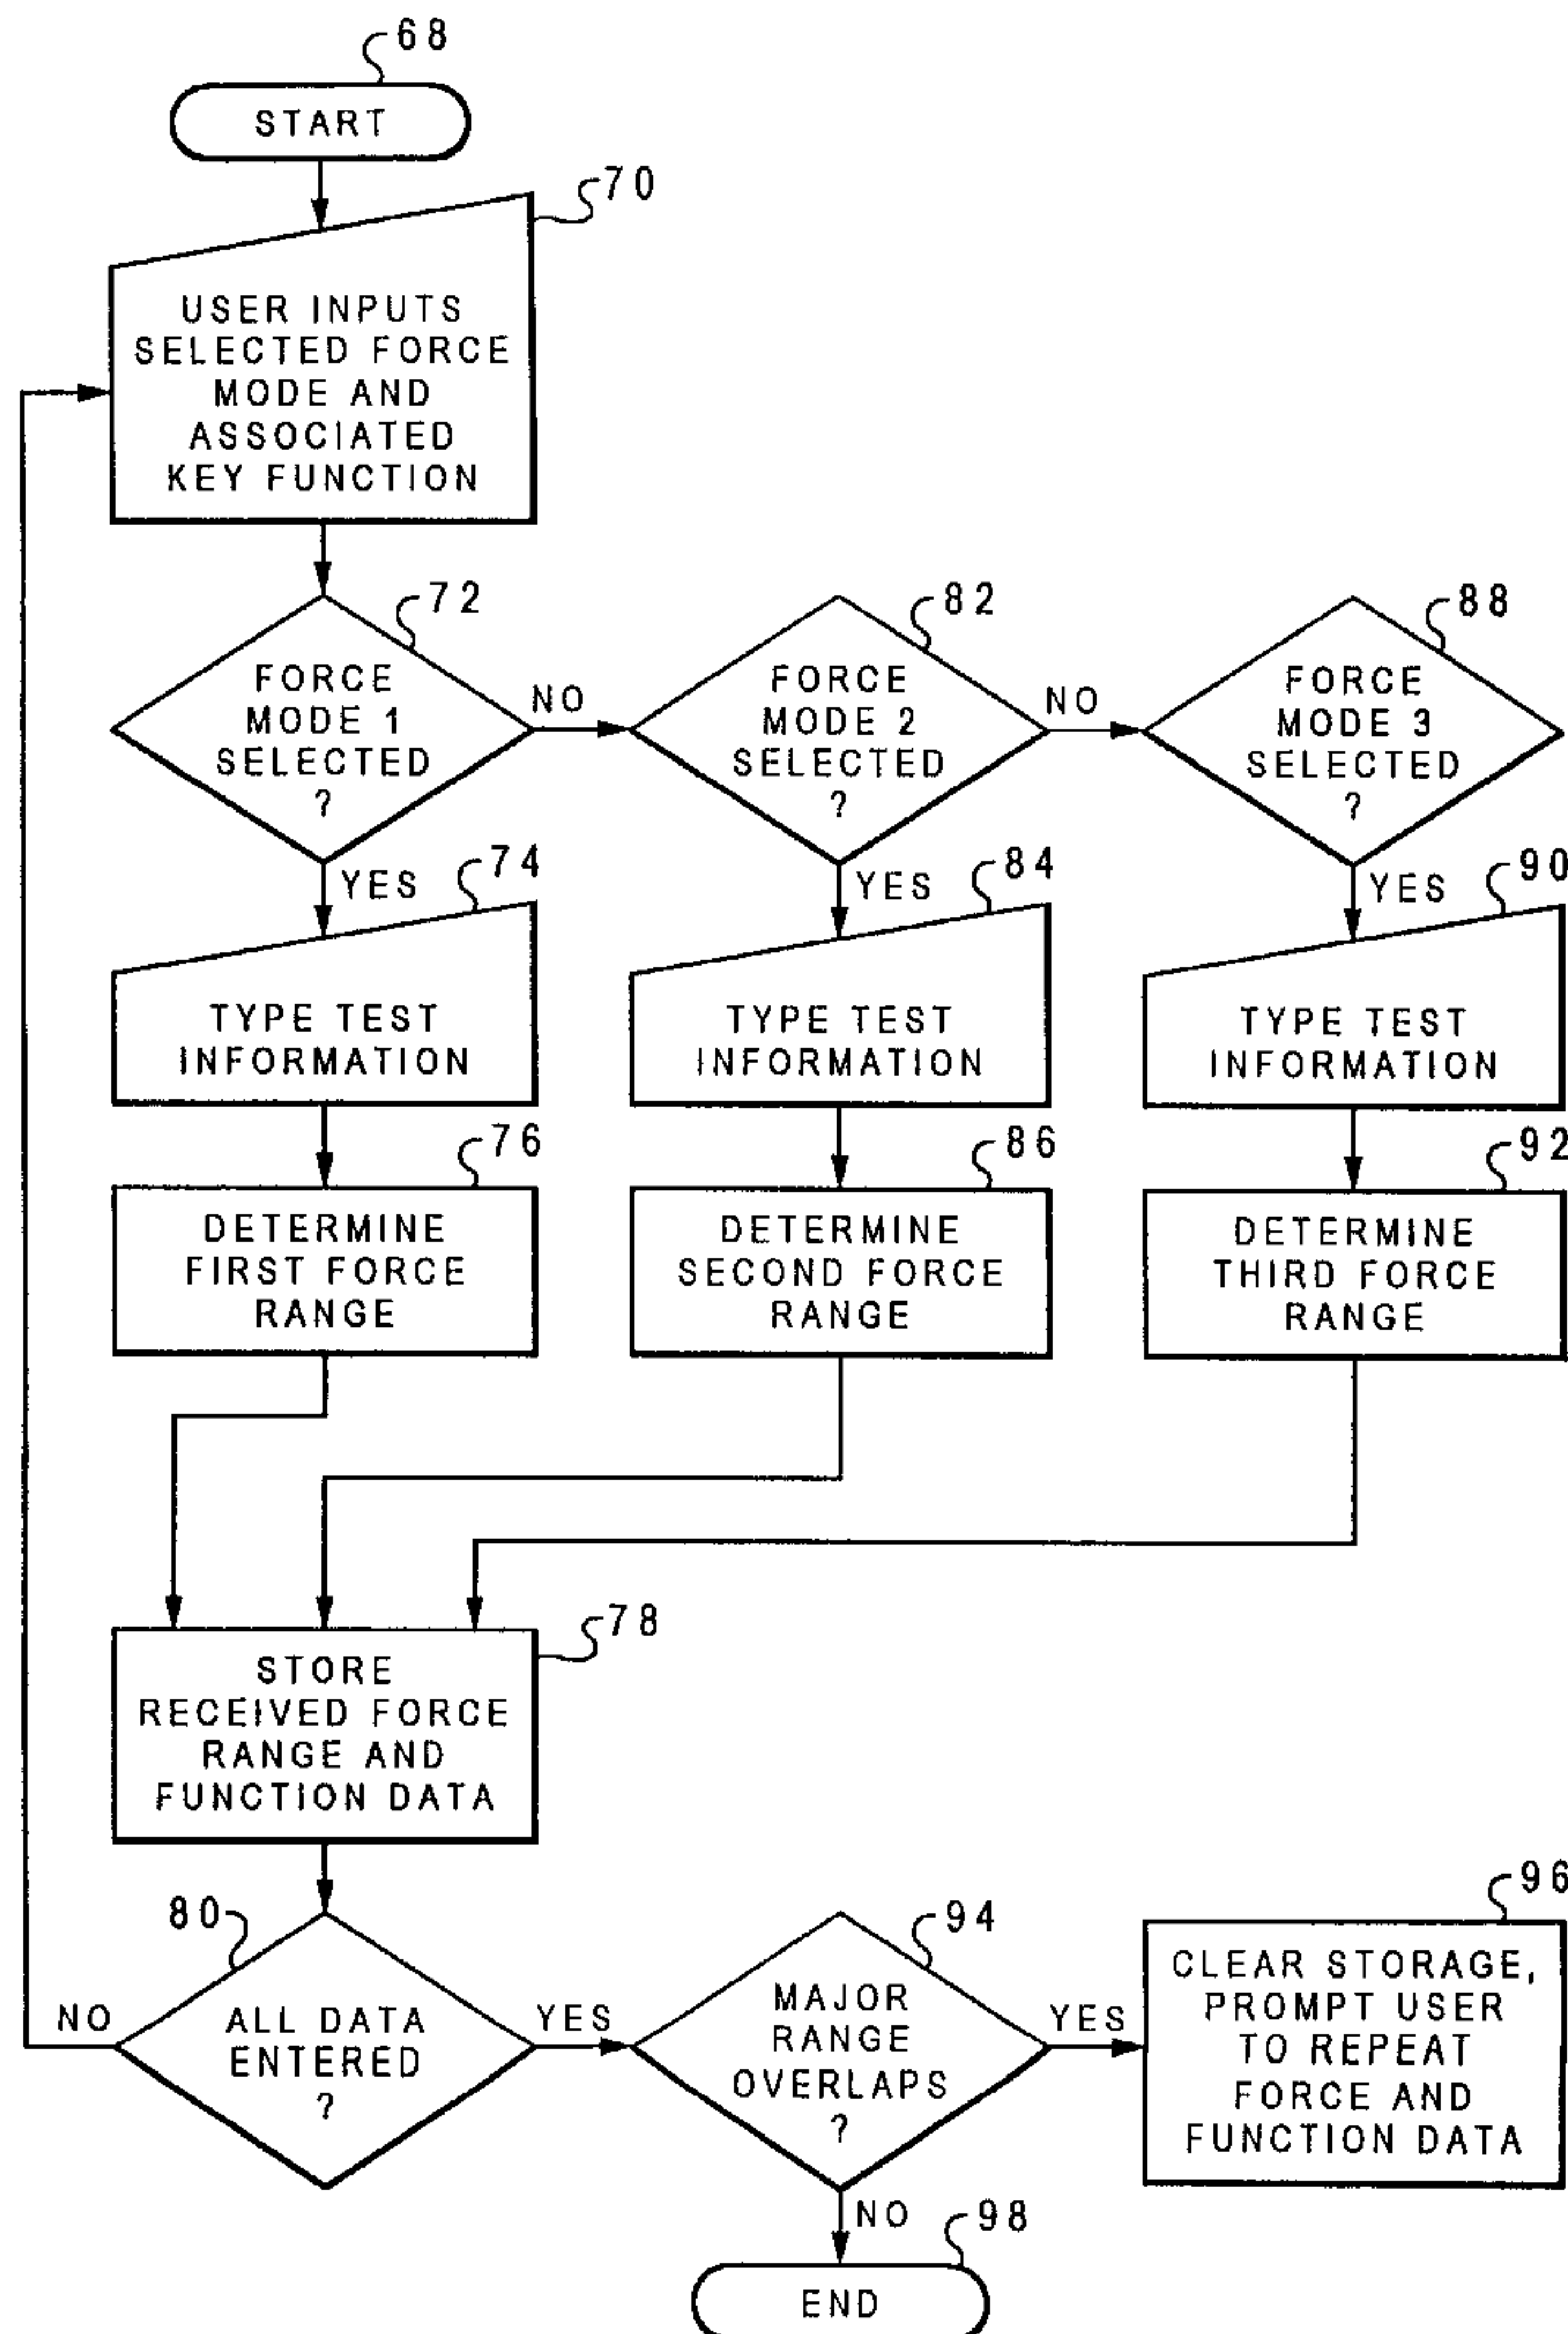 68
START
70
USER INPUTS
SELECTED FORCE
MODE AND
ASSOCIATED
KEY FUNCTION
72
FORCE
MODE 1
SELECTED
?
NO
82
FORCE
MODE 2
SELECTED
?
NO
88
FORCE
MODE 3
SELECTED
?
YES
74
TYPE TEST
INFORMATION
YES
84
TYPE TEST
INFORMATION
YES
90
TYPE TEST
INFORMATION
76
DETERMINE
FIRST FORCE
RANGE
86
DETERMINE
SECOND FORCE
RANGE
92
DETERMINE
THIRD FORCE
RANGE
78
STORE
RECEIVED FORCE
RANGE AND
FUNCTION DATA
80
NO
ALL DATA
ENTERED
?
YES
94
MAJOR
RANGE
OVERLAPS
?
YES
96
CLEAR STORAGE,
PROMPT USER
TO REPEAT
FORCE AND
FUNCTION DATA
NO
98
END